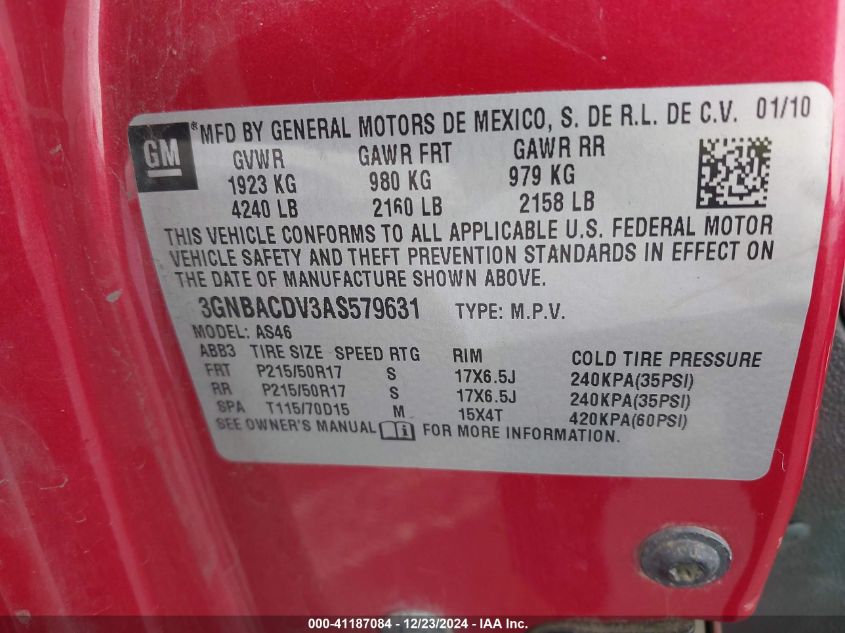 GM ® MFD BY GENERAL MOTORS DE MEXICO, S. DE R.L. DE C.V. 01/10
GVWR GAWR FRT GAWR RR
1923 KG 980 KG 979 KG
4240 LB 2160 LB 2158 LB
THIS VEHICLE CONFORMS TO ALL APPLICABLE U.S. FEDERAL MOTOR
VEHICLE SAFETY AND THEFT PREVENTION STANDARDS IN EFFECT ON
THE DATE OF MANUFACTURE SHOWN ABOVE.
3GNBACDV3AS579631 TYPE: M.P.V.
MODEL: AS46
ABB3 TIRE SIZE SPEED RTG RIM COLD TIRE PRESSURE
FRT P215/50R17 S 17X6.5J 240KPA(35PSI)
RR P215/50R17 S 17X6.5J 240KPA(35PSI)
SPA T115/70D15 M 15X4T 420KPA(60PSI)
SEE OWNER'S MANUAL i FOR MORE INFORMATION.
000-41187084 - 12/23/2024 - IAA Inc.